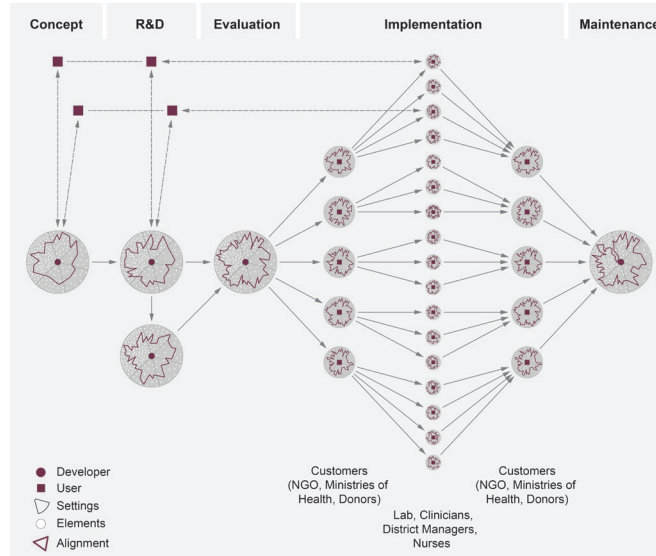 Concept
R&D
Evaluation
Implementation
Maintenance
Customers
(NGO, Ministries of
Health, Donors)
Lab, Clinicians,
District Managers,
Nurses
Customers
(NGO, Ministries of
Health, Donors)
Developer
User
Settings
Elements
Alignment